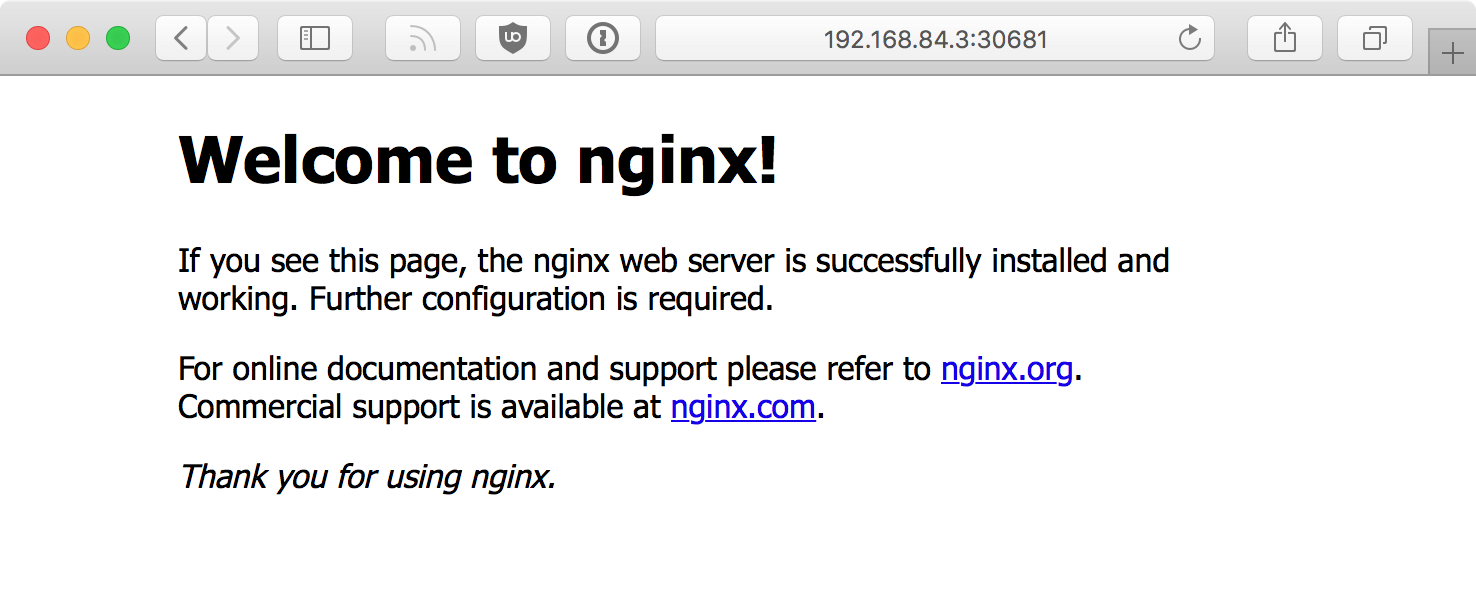 192.168.84.3:30681
Welcome to nginx!
If you see this page, the nginx web server is successfully installed and
working. Further configuration is required.
For online documentation and support please refer to nginx.org.
Commercial support is available at nginx.com.
Thank you for using nginx.